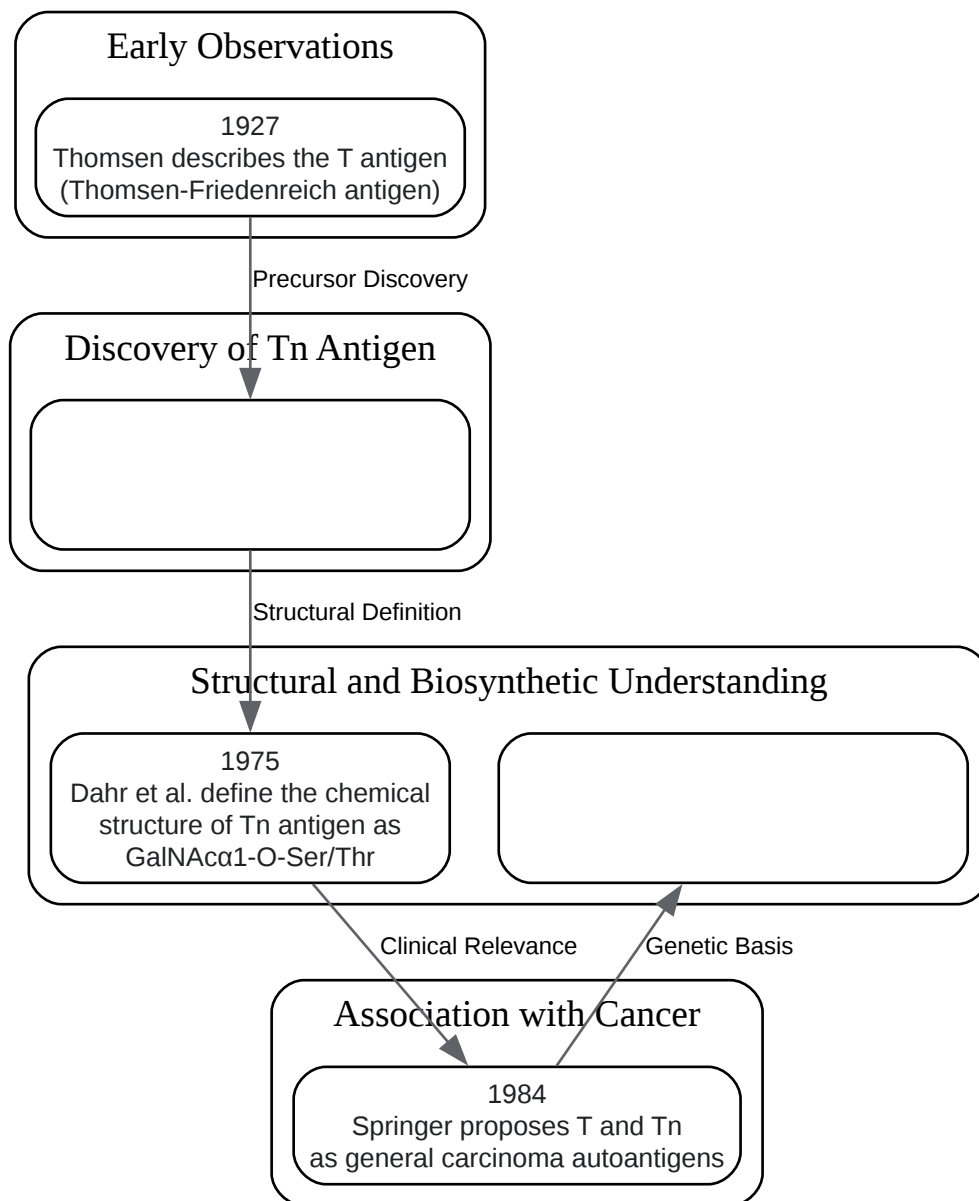 Early Observations
1927
Thomsen describes the T antigen
(Thomsen-Friedenreich antigen)
Precursor Discovery
Discovery of Tn Antigen
Structural Definition
Structural and Biosynthetic Understanding
1975
Dahr et al. define the chemical
structure of Tn antigen as
GalNAcα1-O-Ser/Thr
Clinical Relevance
Genetic Basis
Association with Cancer
1984
Springer proposes T and Tn
as general carcinoma autoantigens